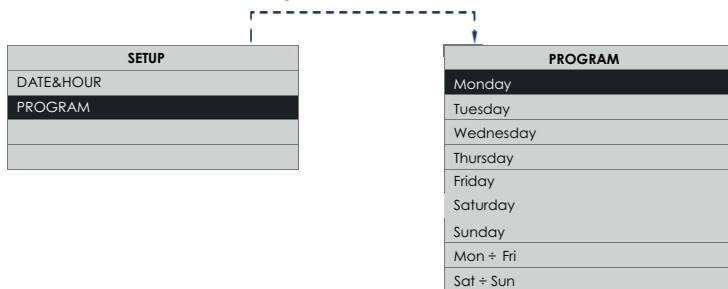 SETUP
DATE&HOUR
PROGRAM
PROGRAM
Monday
Tuesday
Wednesday
Thursday
Friday
Saturday
Sunday
Mon ÷ Fri
Sat ÷ Sun